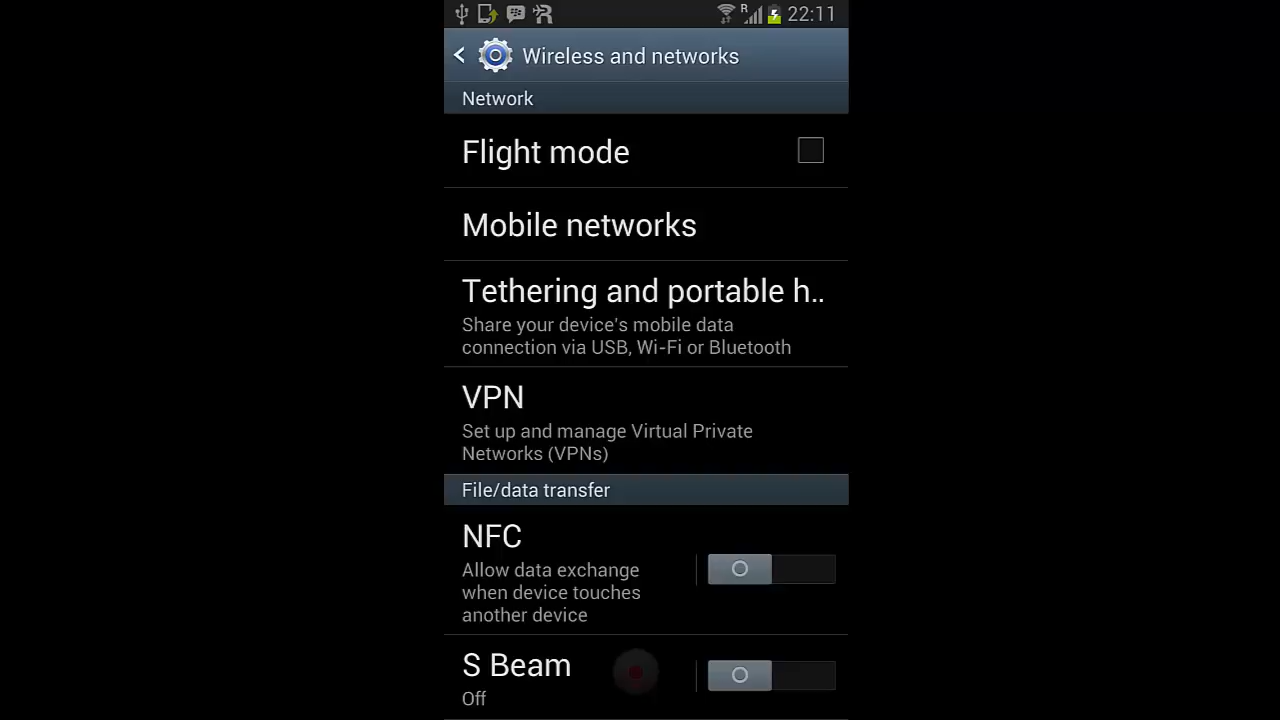 R 22:11
Wireless and networks
Network
Flight mode
Mobile networks
Tethering and portable h..
Share your device's mobile data
connection via USB, Wi-Fi or Bluetooth
VPN
Set up and manage Virtual Private
Networks (VPNs)
File/data transfer
NFC
Allow data exchange
when device touches
another device
S Beam
Off